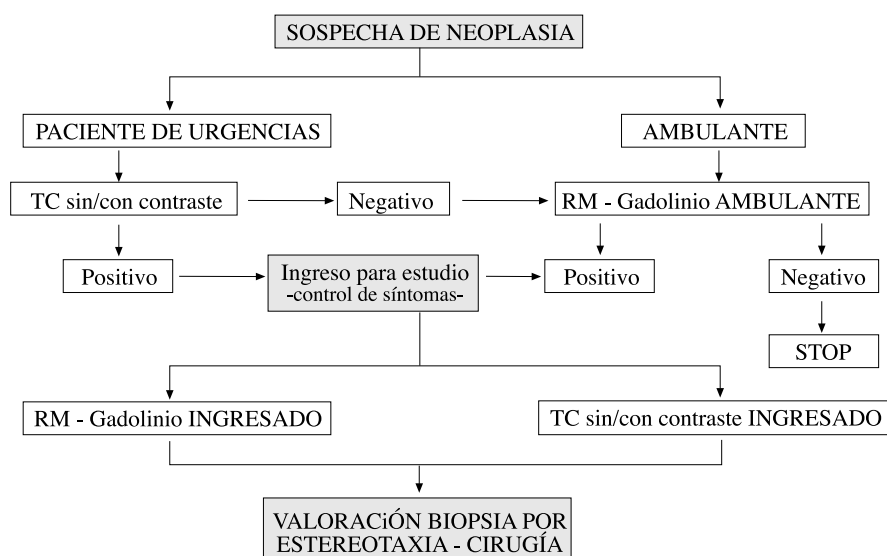 SOSPECHA DE NEOPLASIA
PACIENTE DE URGENCIAS
AMBULANTE
TC sin/con contraste
Negativo
RM - Gadolinio AMBULANTE
Positivo
Ingreso para estudio
-control de síntomas-
Positivo
Negativo
STOP
RM - Gadolinio INGRESADO
TC sin/con contraste INGRESADO
VALORACiÓN BIOPSIA POR
ESTEREOTAXIA - CIRUGÍA